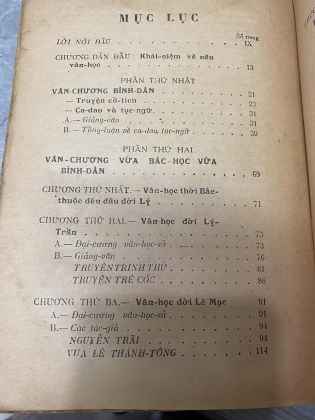 MỤC LỤC
Số trang
LỜI NÓI ĐẦU . . . . . . . . . . IX
CHƯƠNG DẪN ĐẦU : Khái-niệm về nền
văn-học . . . . . . . . . . 13
PHẦN THỨ NHẤT
VĂN-CHƯƠNG BÌNH-DÂN . . . . . . 21
— Truyện cổ-tích . . . . . . . 23
— Ca-dao và tục-ngữ. . . . . . 31
A.— Giảng-văn . . . . . . . 31
B.— Tổng-luận về ca-dao tục-ngữ. . . 39
PHẦN THỨ HAI
VĂN-CHƯƠNG VỪA BÁC-HỌC VỪA
BÌNH-DÂN . . . . . . . . 69
CHƯƠNG THỨ NHẤT.— Văn-học thời Bắc-
thuộc đến đầu đời Lý . . . . . 71
CHƯƠNG THỨ HAI.— Văn-học đời Lý-
Trần . . . . . . . . . . 73
A.— Đại-cương văn-học-sử . . . . 73
B.— Giảng-văn . . . . . . . 76
TRUYỆN TRINH THỬ . . . . . 81
TRUYỆN TRÊ CÓC . . . . . . 86
CHƯƠNG THỨ BA.— Văn-học đời Lê Mạc 91
A.— Đại-cương văn-học-sử . . . . 91
B.— Các tác-giả . . . . . . . 94
NGUYỄN TRÃI . . . . . . . 94
VUA LÊ THÁNH-TÔNG . . . . . 114